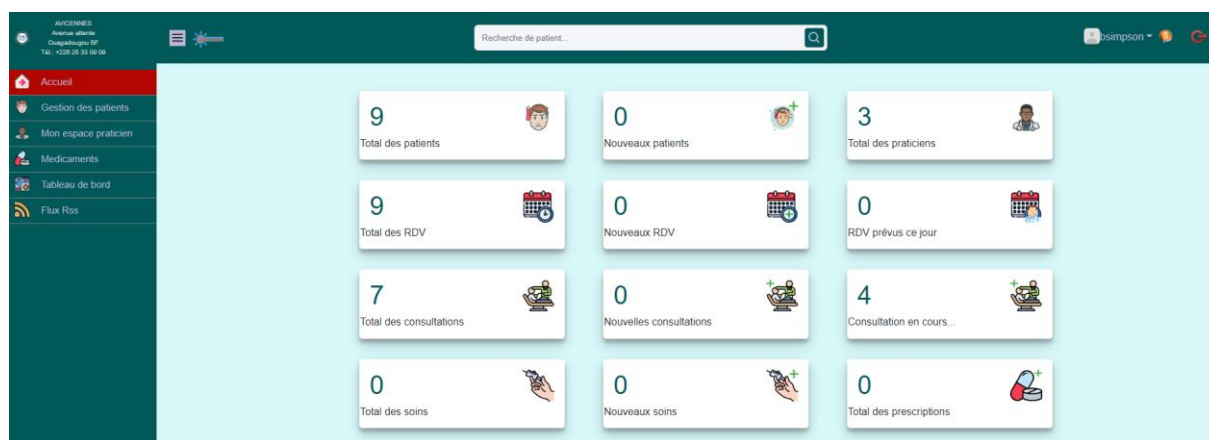 AVICENNES
Avenue attente
Ouagadougou BF
Tél.: +226 25 33 09 09
Recherche de patient...
bsimpson
Accueil
Gestion des patients
Mon espace praticien
Medicaments
Tableau de bord
Flux Rss
9
Total des patients
0
Nouveaux patients
3
Total des praticiens
9
Total des RDV
0
Nouveaux RDV
0
RDV prévus ce jour
7
Total des consultations
0
Nouvelles consultations
4
Consultation en cours...
0
Total des soins
0
Nouveaux soins
0
Total des prescriptions